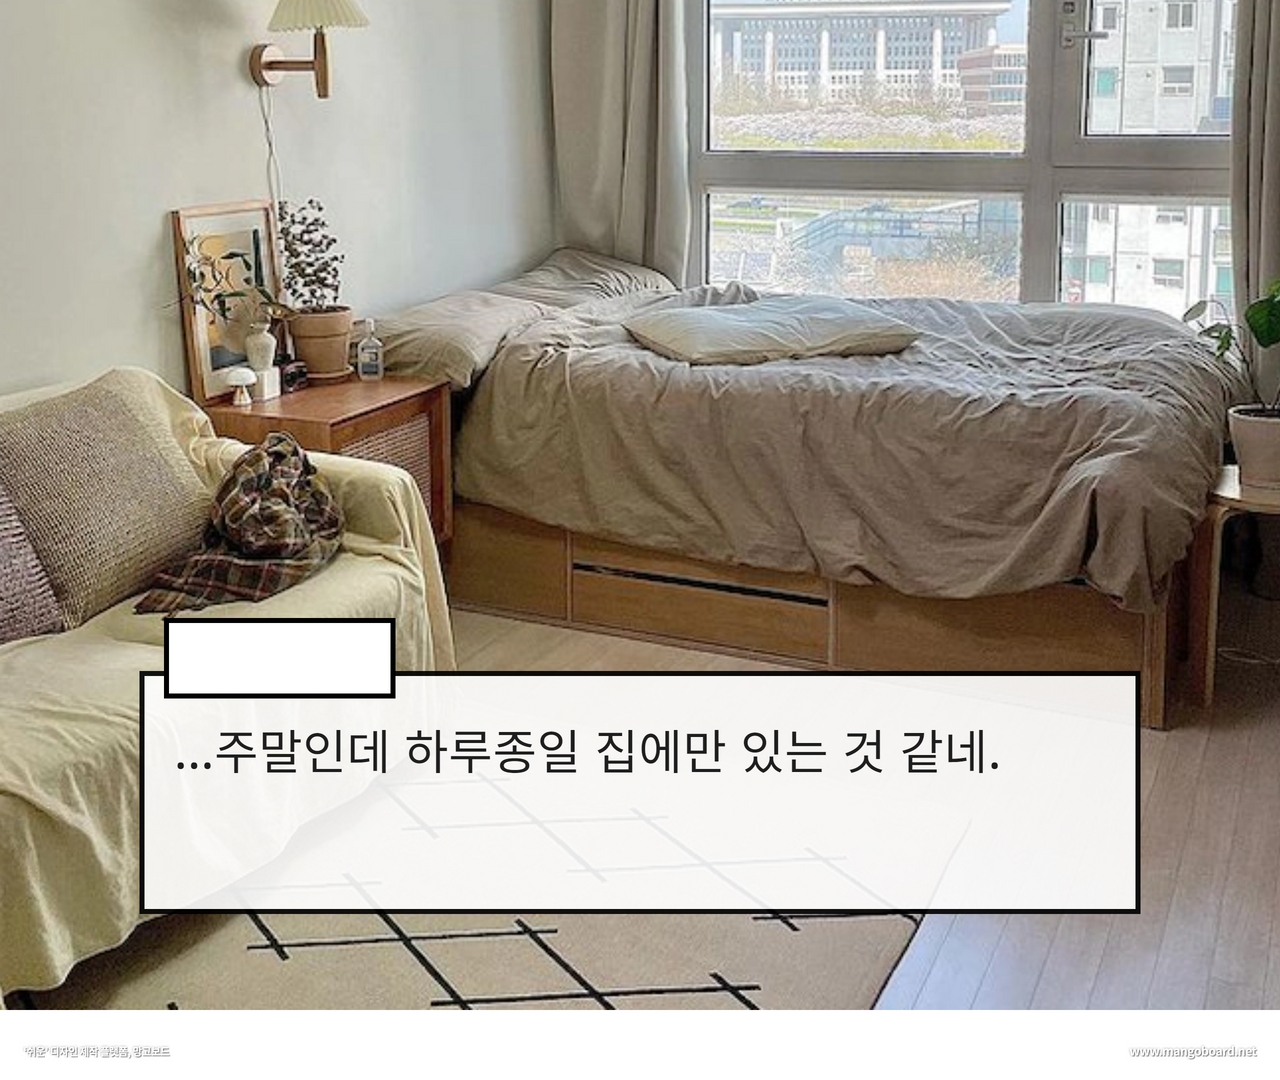 ...주말인데 하루종일 집에만 있는 것 같네.
'쉬운' 디자인 제작 플랫폼, 망고보드
www.mangoboard.net